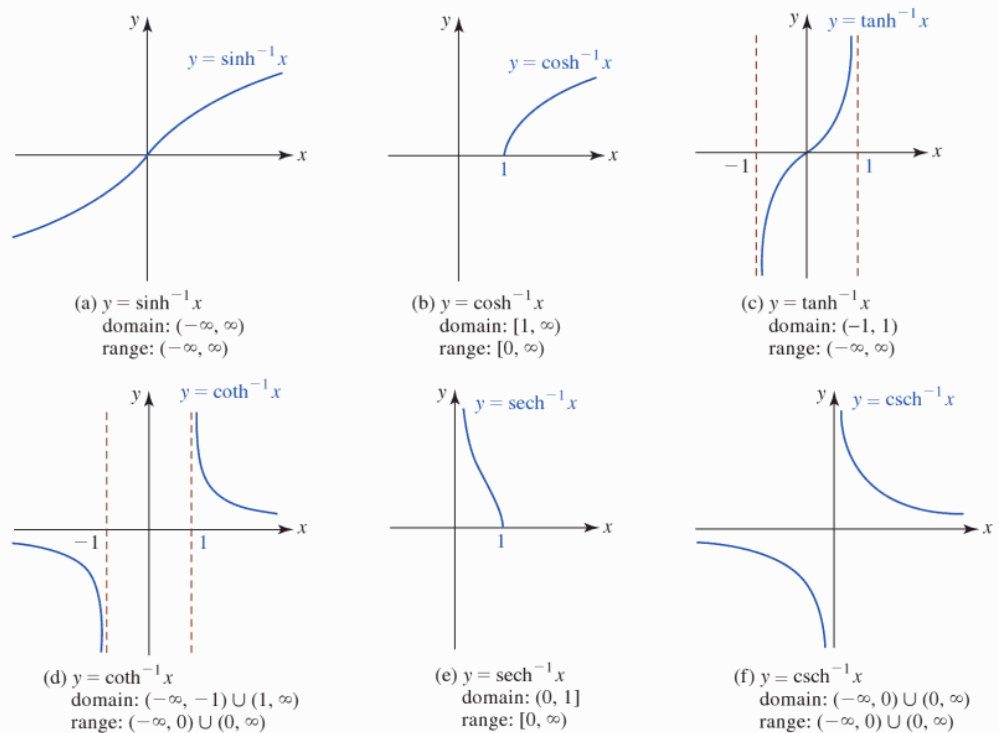 y
y = sinh⁻¹x
x
y
y = cosh⁻¹x
x
1
y
y = tanh⁻¹x
x
−1
1
(a) y = sinh⁻¹x
domain: (−∞, ∞)
range: (−∞, ∞)
(b) y = cosh⁻¹x
domain: [1, ∞)
range: [0, ∞)
(c) y = tanh⁻¹x
domain: (−1, 1)
range: (−∞, ∞)
y
y = coth⁻¹x
x
−1
1
y
y = sech⁻¹x
x
1
y
y = csch⁻¹x
x
(d) y = coth⁻¹x
domain: (−∞, −1) ∪ (1, ∞)
range: (−∞, 0) ∪ (0, ∞)
(e) y = sech⁻¹x
domain: (0, 1]
range: [0, ∞)
(f) y = csch⁻¹x
domain: (−∞, 0) ∪ (0, ∞)
range: (−∞, 0) ∪ (0, ∞)